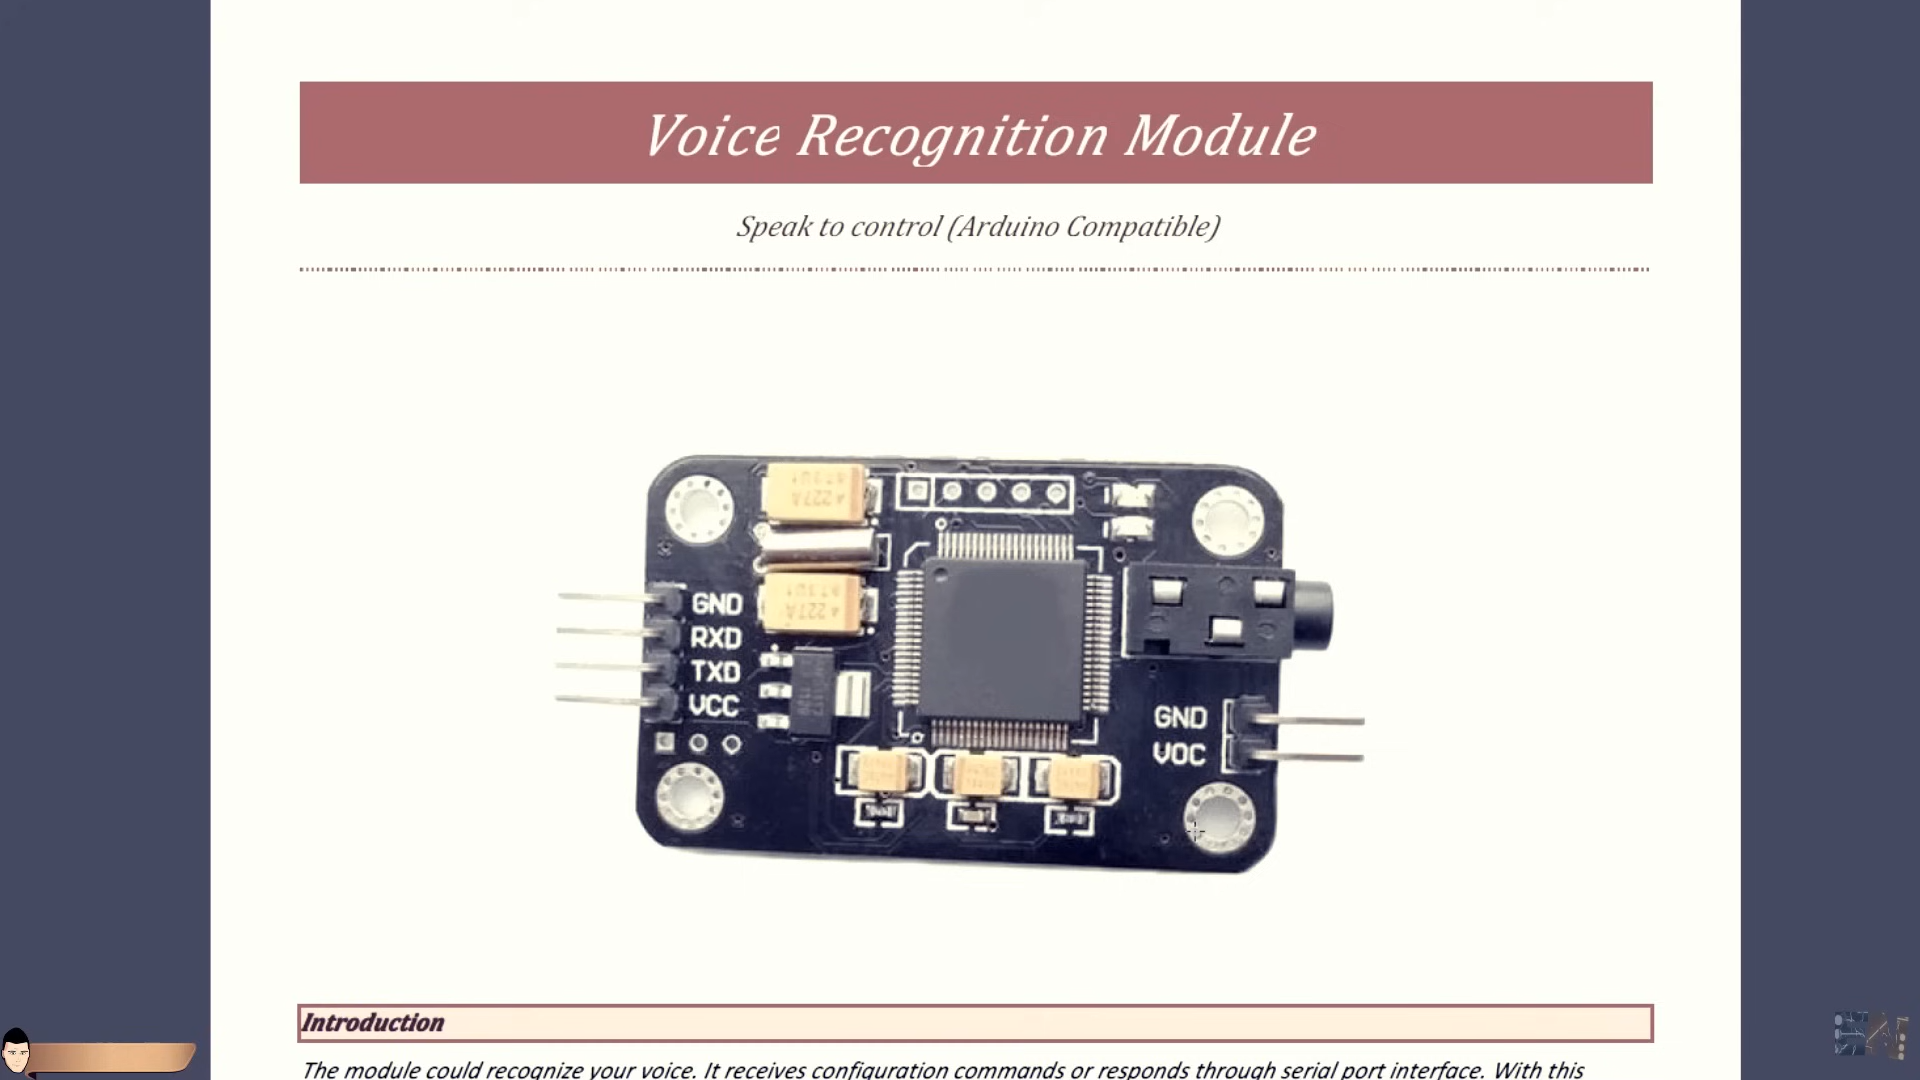 Voice Recognition Module
Speak to control (Arduino Compatible)
GND
RXD
TXD
VCC
GND
VOC
Introduction
The module could recognize your voice. It receives configuration commands or responds through serial port interface. With this